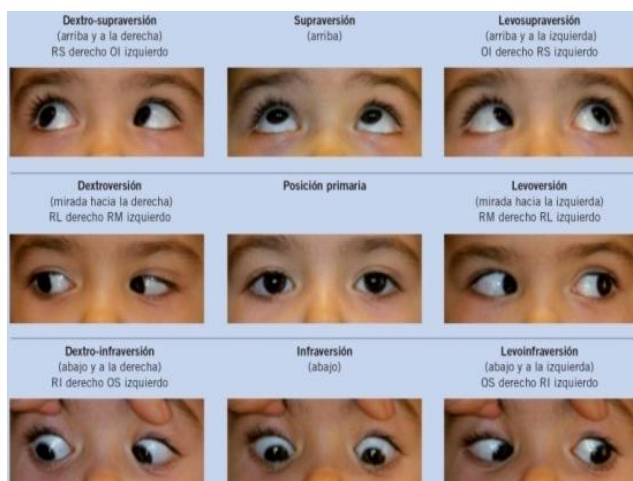 Dextro-supraversión
(arriba y a la derecha)
RS derecho OI izquierdo
Supraversión
(arriba)
Levosupraversión
(arriba y a la izquierda)
OI derecho RS izquierdo
Dextroversión
(mirada hacia la derecha)
RL derecho RM izquierdo
Posición primaria
Levoversión
(mirada hacia la izquierda)
RM derecho RL izquierdo
Dextro-infraversión
(abajo y a la derecha)
RI derecho OS izquierdo
Infraversión
(abajo)
Levoinfraversión
(abajo y a la izquierda)
OS derecho RI izquierdo